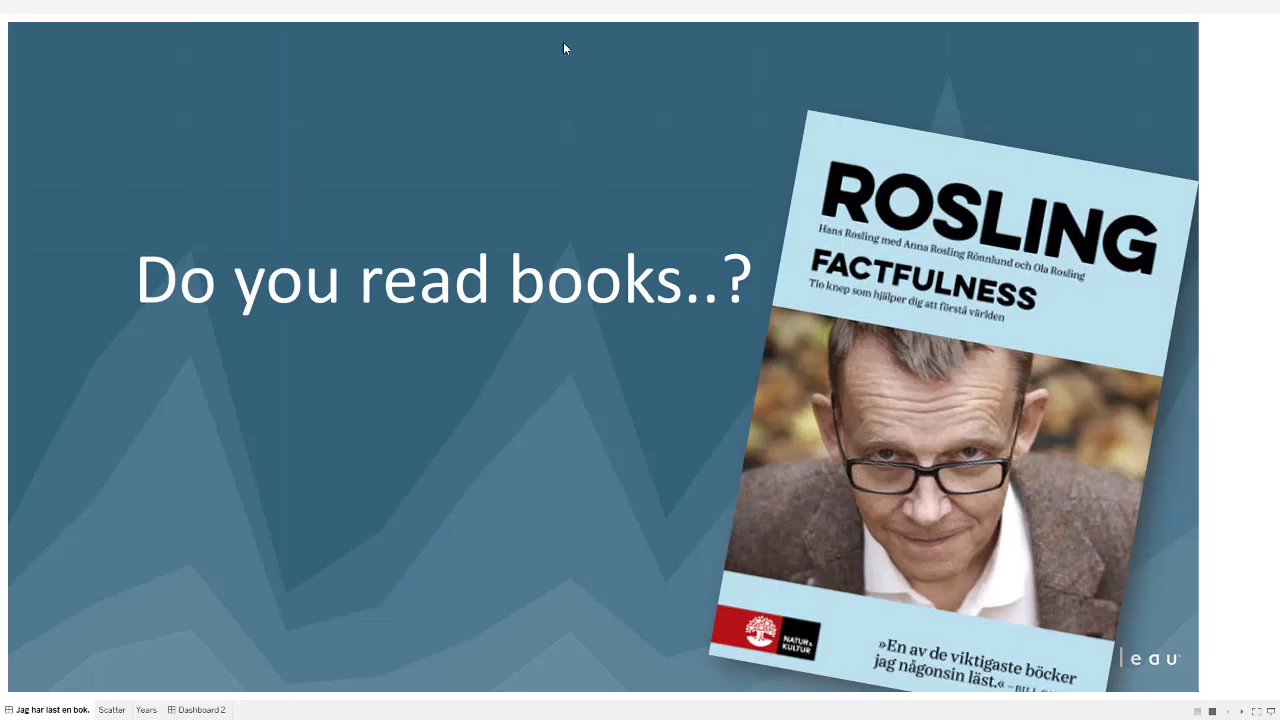 Do you read books..?
ROSLING
Hans Rosling med Anna Rosling Rönnlund och Ola Rosling
FACTFULNESS
Tio knep som hjälper dig att förstå världen
NATUR &
KULTUR
»En av de viktigaste böcker
jag någonsin läst.« – BILL
eau
Jag har läst en bok.
Scatter
Years
Dashboard 2